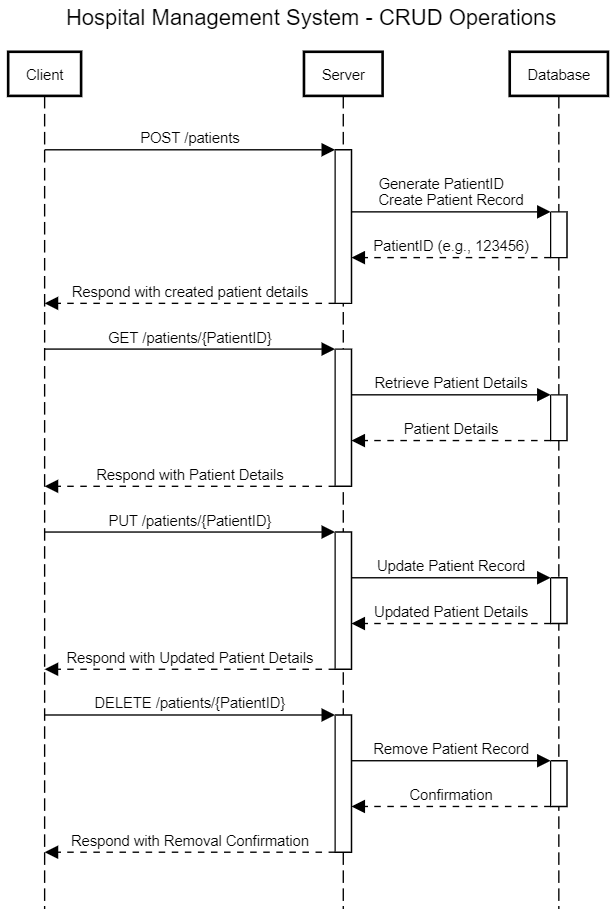 Hospital Management System - CRUD Operations
Client
Server
Database
POST /patients
Generate PatientID
Create Patient Record
PatientID (e.g., 123456)
Respond with created patient details
GET /patients/{PatientID}
Retrieve Patient Details
Patient Details
Respond with Patient Details
PUT /patients/{PatientID}
Update Patient Record
Updated Patient Details
Respond with Updated Patient Details
DELETE /patients/{PatientID}
Remove Patient Record
Confirmation
Respond with Removal Confirmation